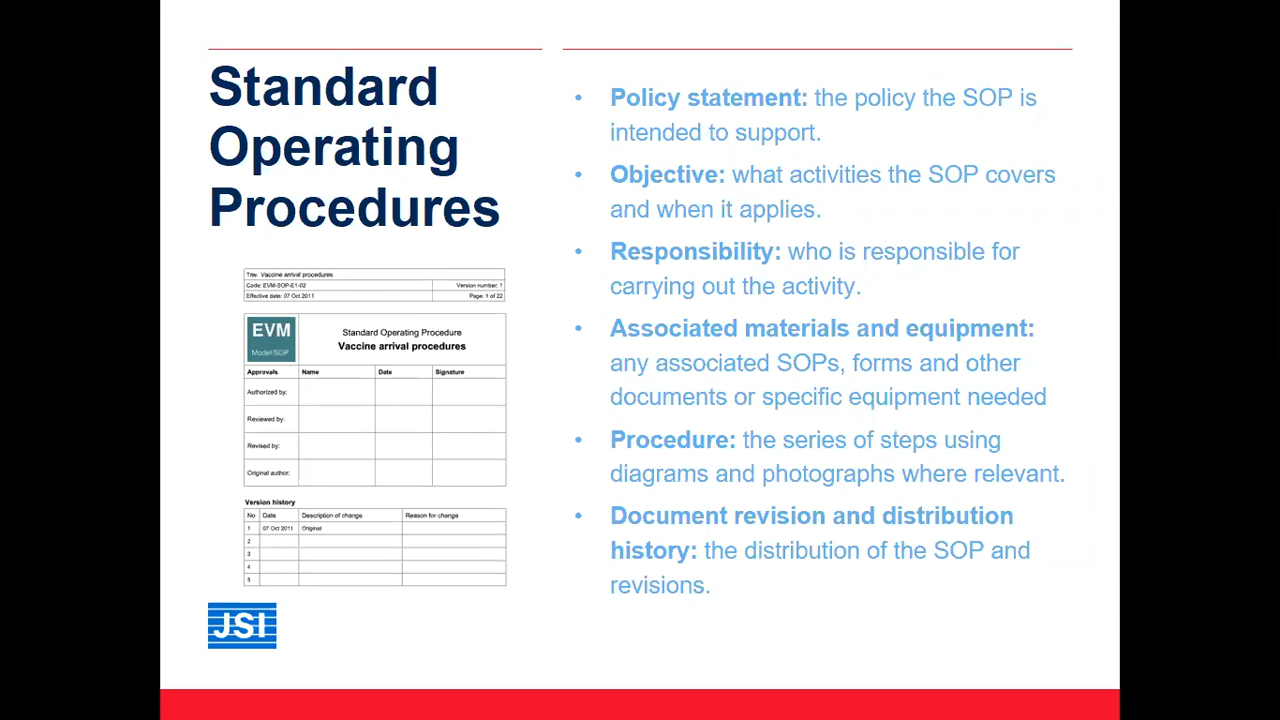 Standard
Operating
Procedures
Title: Vaccine arrival procedures
Code: EVM-SOP-E1-02 Version number: 1
Effective date: 07 Oct 2011 Page: 1 of 22
EVM
Model SOP
Standard Operating Procedure
Vaccine arrival procedures
Approvals Name Date Signature
Authorized by:
Reviewed by:
Revised by:
Original author:
Version history
No Date Description of change Reason for change
1 07 Oct 2011 Original
2
3
4
5
JSI
• Policy statement: the policy the SOP is
intended to support.
• Objective: what activities the SOP covers
and when it applies.
• Responsibility: who is responsible for
carrying out the activity.
• Associated materials and equipment:
any associated SOPs, forms and other
documents or specific equipment needed
• Procedure: the series of steps using
diagrams and photographs where relevant.
• Document revision and distribution
history: the distribution of the SOP and
revisions.